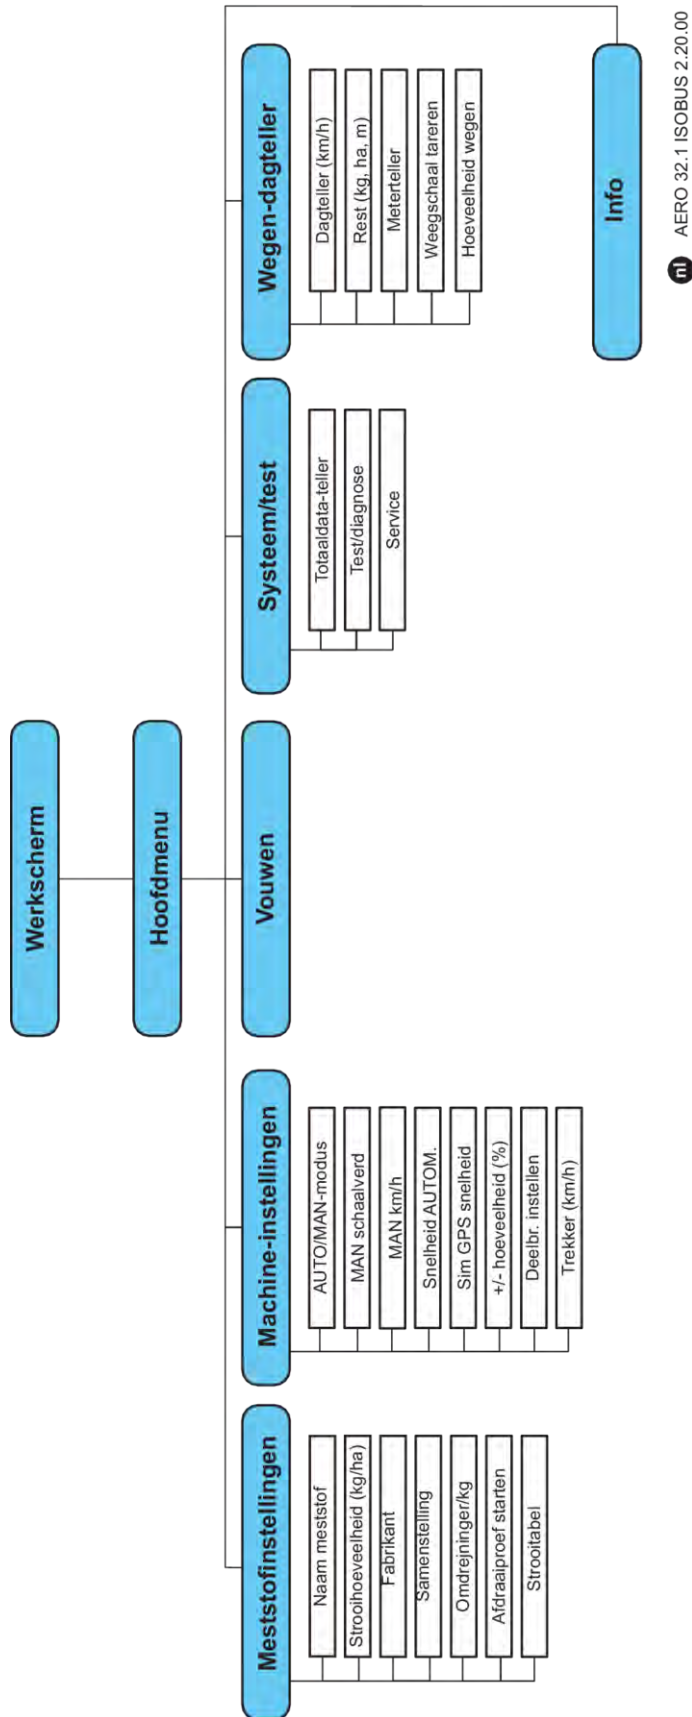 Werkscherm
Hoofdmenu
Meststofinstellingen
Naam meststof
Strooihoeveelheid (kg/ha)
Fabrikant
Samenstelling
Omdrejninger/kg
Afdraaiproef starten
Strooitabel
Machine-instellingen
AUTO/MAN-modus
MAN schaalverd
MAN km/h
Snelheid AUTOM.
Sim GPS snelheid
+/- hoeveelheid (%)
Deelbr. instellen
Trekker (km/h)
Vouwen
Systeem/test
Totaaldata-teller
Test/diagnose
Service
Wegen-dagteller
Dagteller (km/h)
Rest (kg, ha, m)
Meterteller
Weegschaal tareren
Hoeveelheid wegen
Info
nl AERO 32.1 ISOBUS 2.20.00